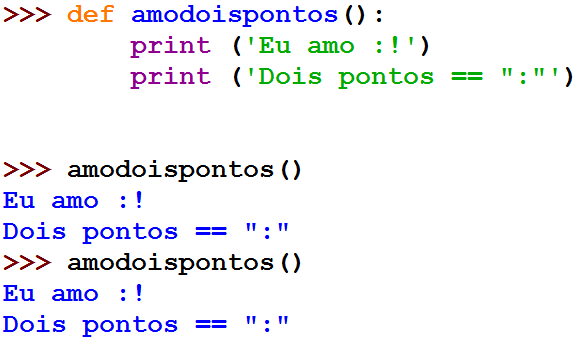 >>> def amodoispontos():
        print ('Eu amo :!')
        print ('Dois pontos == ":"')
>>> amodoispontos()
Eu amo :!
Dois pontos == ":"
>>> amodoispontos()
Eu amo :!
Dois pontos == ":"